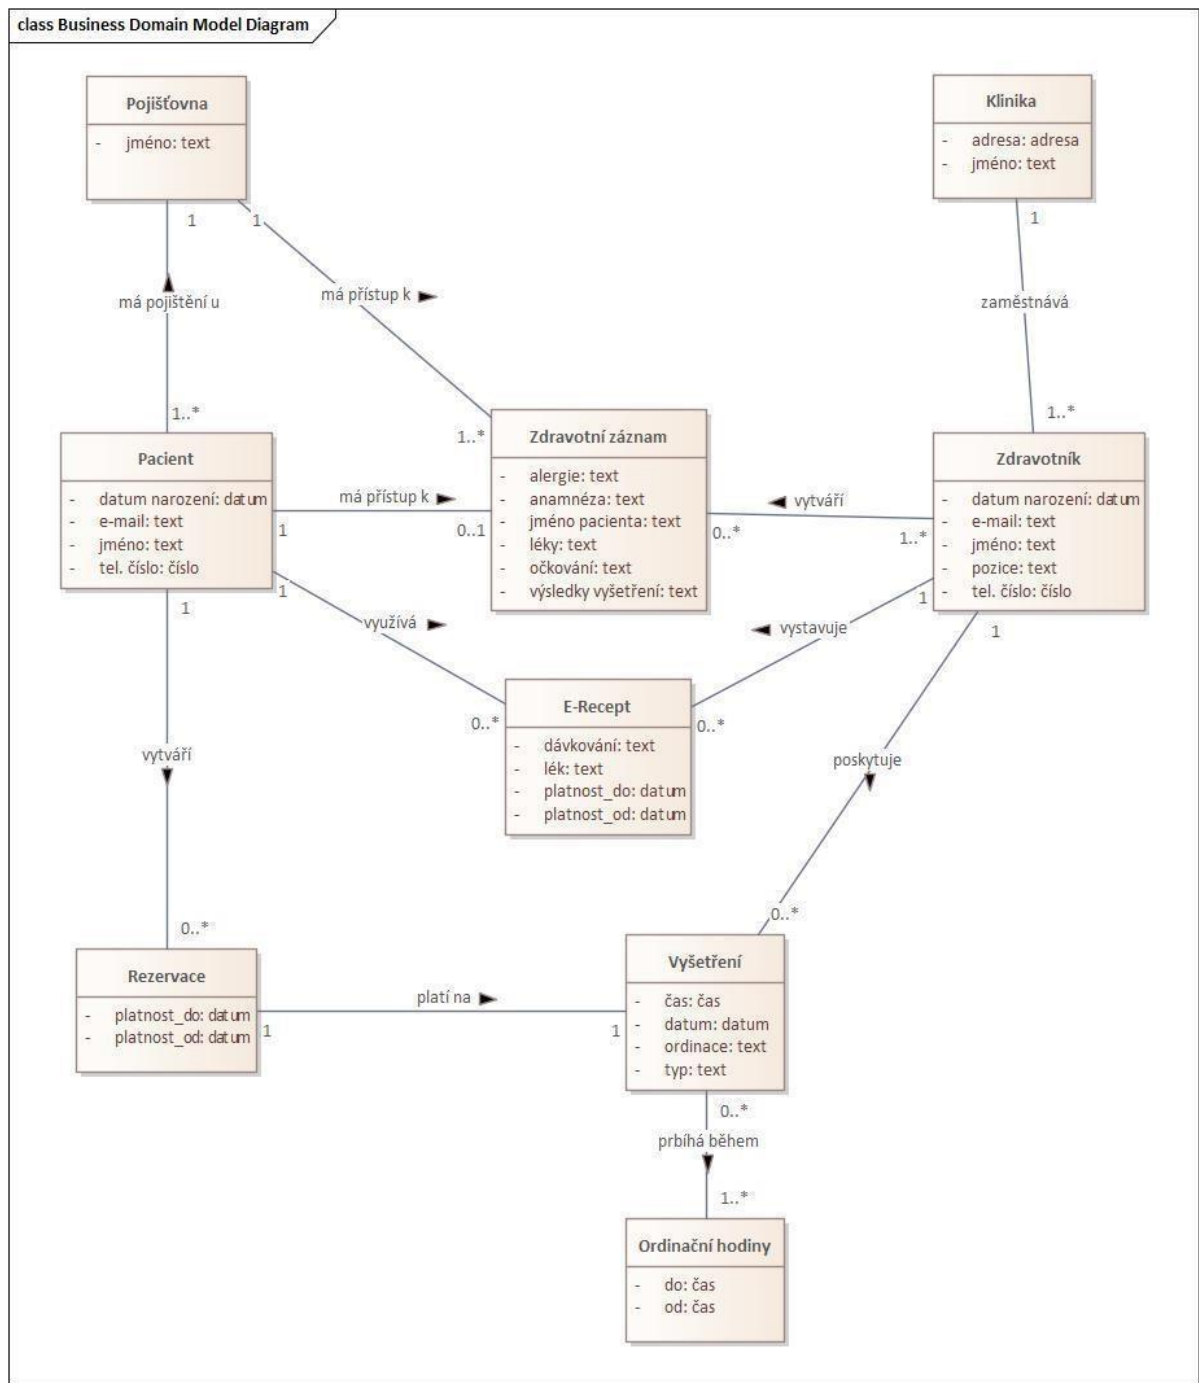 class Business Domain Model Diagram
Pojišťovna
- jméno: text
Klinika
- adresa: adresa
- jméno: text
1
1
1
má pojištění u
má přístup k
zaměstnává
1..*
1..*
1..*
Pacient
- datum narození: datum
- e-mail: text
- jméno: text
- tel. číslo: číslo
má přístup k
1
0..1
Zdravotní záznam
- alergie: text
- anamnéza: text
- jméno pacienta: text
- léky: text
- očkování: text
- výsledky vyšetření: text
vytváří
0..*
1..*
Zdravotník
- datum narození: datum
- e-mail: text
- jméno: text
- pozice: text
- tel. číslo: číslo
1
1
využívá
vystavuje
1
1
0..*
0..*
E-Recept
- dávkování: text
- lék: text
- platnost_do: datum
- platnost_od: datum
vytváří
poskytuje
0..*
0..*
Rezervace
- platnost_do: datum
- platnost_od: datum
platí na
1
1
Vyšetření
- čas: čas
- datum: datum
- ordinace: text
- typ: text
0..*
prbíhá během
1..*
Ordinační hodiny
- do: čas
- od: čas